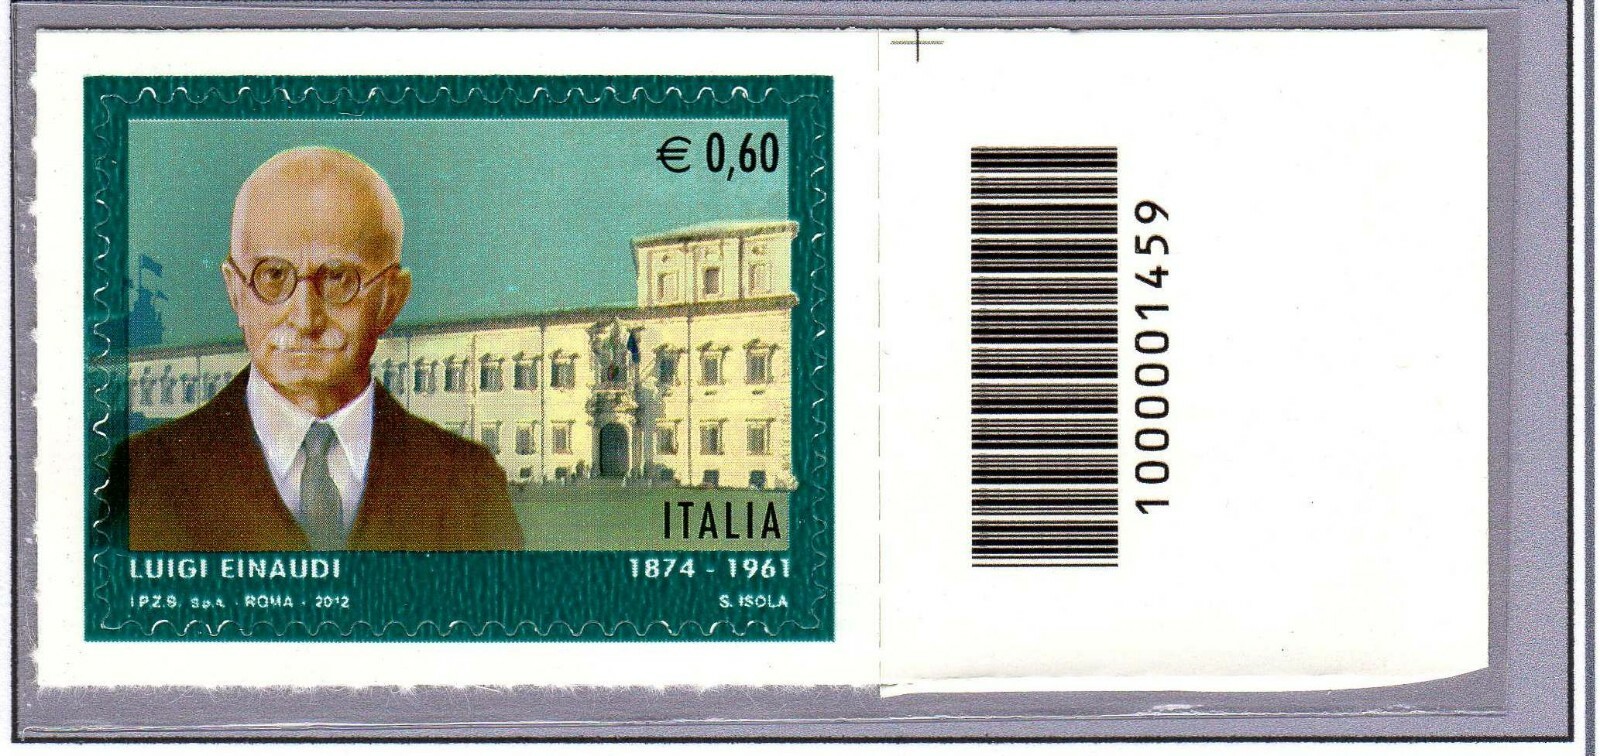 € 0,60
ITALIA
LUIGI EINAUDI 1874 - 1961
I.P.Z.S. S.p.A. - ROMA - 2012 S. ISOLA
1000001459